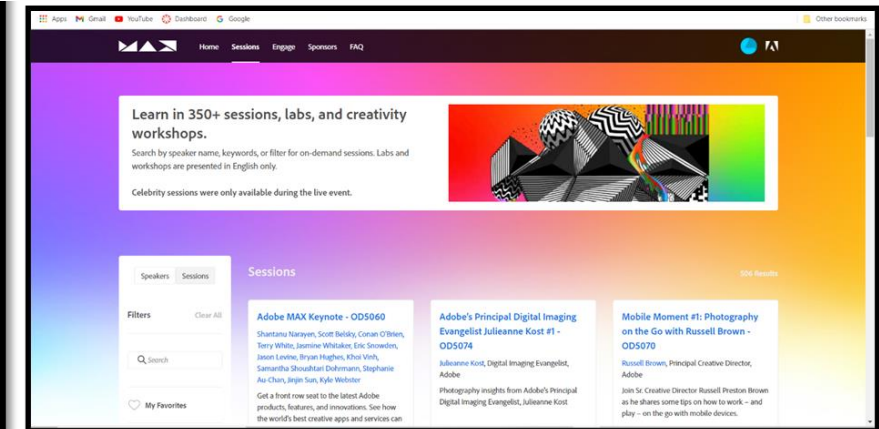 Apps Gmail YouTube Dashboard Google Other bookmarks
MAX Home Sessions Engage Sponsors FAQ
Learn in 350+ sessions, labs, and creativity
workshops.
Search by speaker name, keywords, or filter for on-demand sessions. Labs and
workshops are presented in English only.
Celebrity sessions were only available during the live event.
Speakers Sessions
Filters Clear All
Search
My Favorites
Sessions 506 Results
Adobe MAX Keynote - OD5060
Shantanu Narayen, Scott Belsky, Conan O'Brien,
Terry White, Jasmine Whitaker, Eric Snowden,
Jason Levine, Bryan Hughes, Khoi Vinh,
Samantha Shoushtari Dohrmann, Stephanie
Au-Chan, Jinjin Sun, Kyle Webster
Get a front row seat to the latest Adobe
products, features, and innovations. See how
the world's best creative apps and services can
Adobe's Principal Digital Imaging
Evangelist Julieanne Kost #1 -
OD5074
Julieanne Kost, Digital Imaging Evangelist,
Adobe
Photography insights from Adobe's Principal
Digital Imaging Evangelist, Julieanne Kost
Mobile Moment #1: Photography
on the Go with Russell Brown -
OD5070
Russell Brown, Principal Creative Director,
Adobe
Join Sr. Creative Director Russell Preston Brown
as he shares some tips on how to work – and
play – on the go with mobile devices.